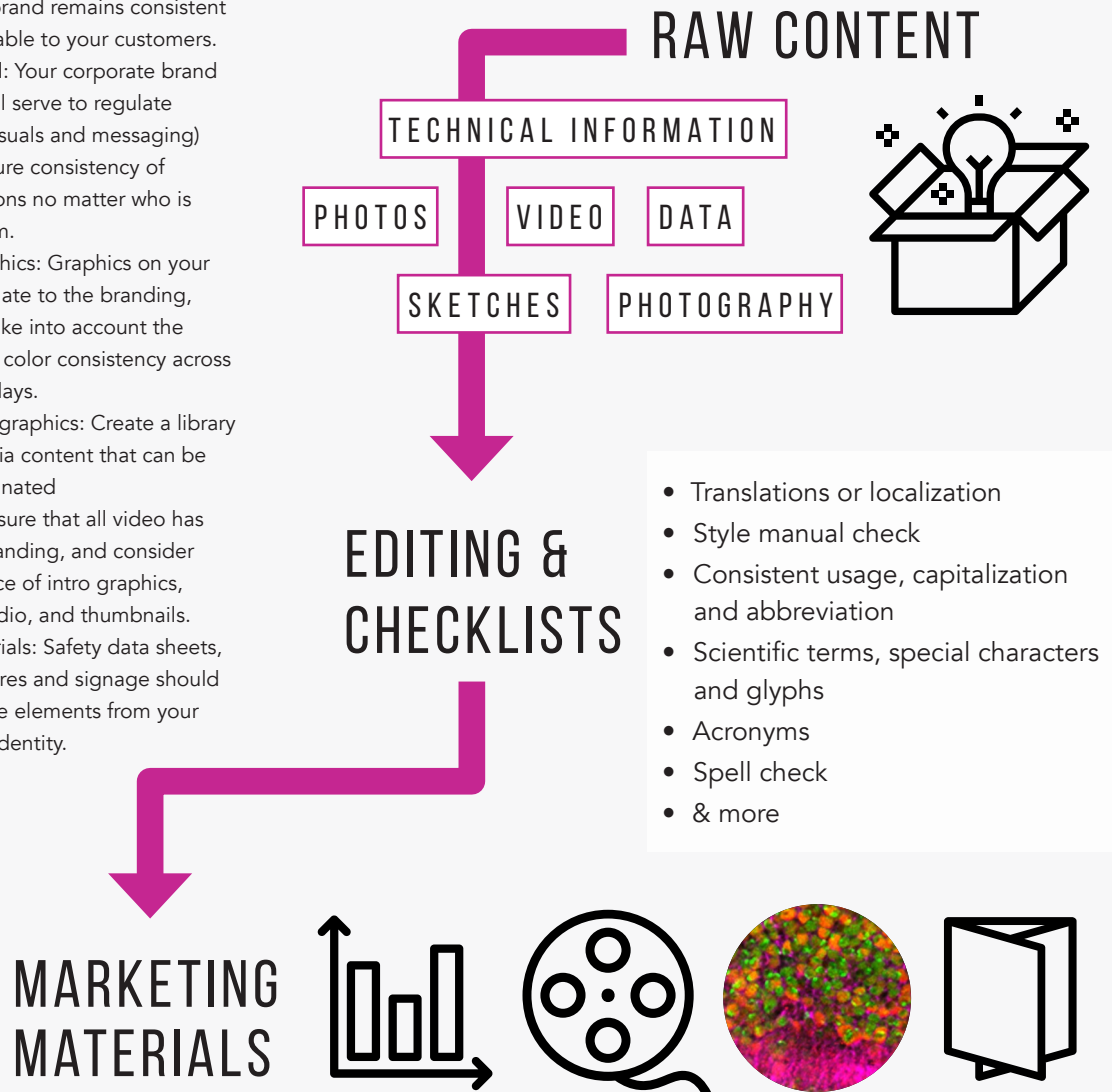 brand remains consistent
able to your customers.
: Your corporate brand
l serve to regulate
suals and messaging)
ure consistency of
ons no matter who is
m.
hics: Graphics on your
ate to the branding,
ke into account the
color consistency across
lays.
graphics: Create a library
ia content that can be
nated
sure that all video has
anding, and consider
ce of intro graphics,
dio, and thumbnails.
rials: Safety data sheets,
res and signage should
e elements from your
dentity.
RAW CONTENT
TECHNICAL INFORMATION
PHOTOS VIDEO DATA
SKETCHES PHOTOGRAPHY
EDITING &
CHECKLISTS
• Translations or localization
• Style manual check
• Consistent usage, capitalization
and abbreviation
• Scientific terms, special characters
and glyphs
• Acronyms
• Spell check
• & more
MARKETING
MATERIALS